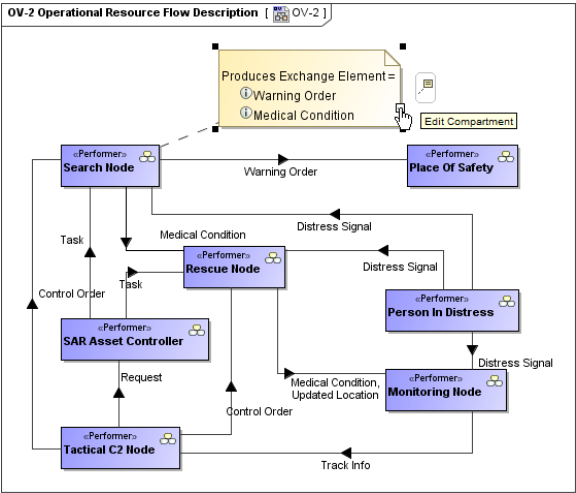 OV-2 Operational Resource Flow Description [ OV-2 ]
Produces Exchange Element=
Warning Order
Medical Condition
Edit Compartment
«Performer»
Search Node
Warning Order
«Performer»
Place Of Safety
Distress Signal
Task
Medical Condition
«Performer»
Rescue Node
Distress Signal
Control Order
Task
«Performer»
Person In Distress
«Performer»
SAR Asset Controller
Distress Signal
Request
Medical Condition,
Updated Location
«Performer»
Monitoring Node
Control Order
«Performer»
Tactical C2 Node
Track Info